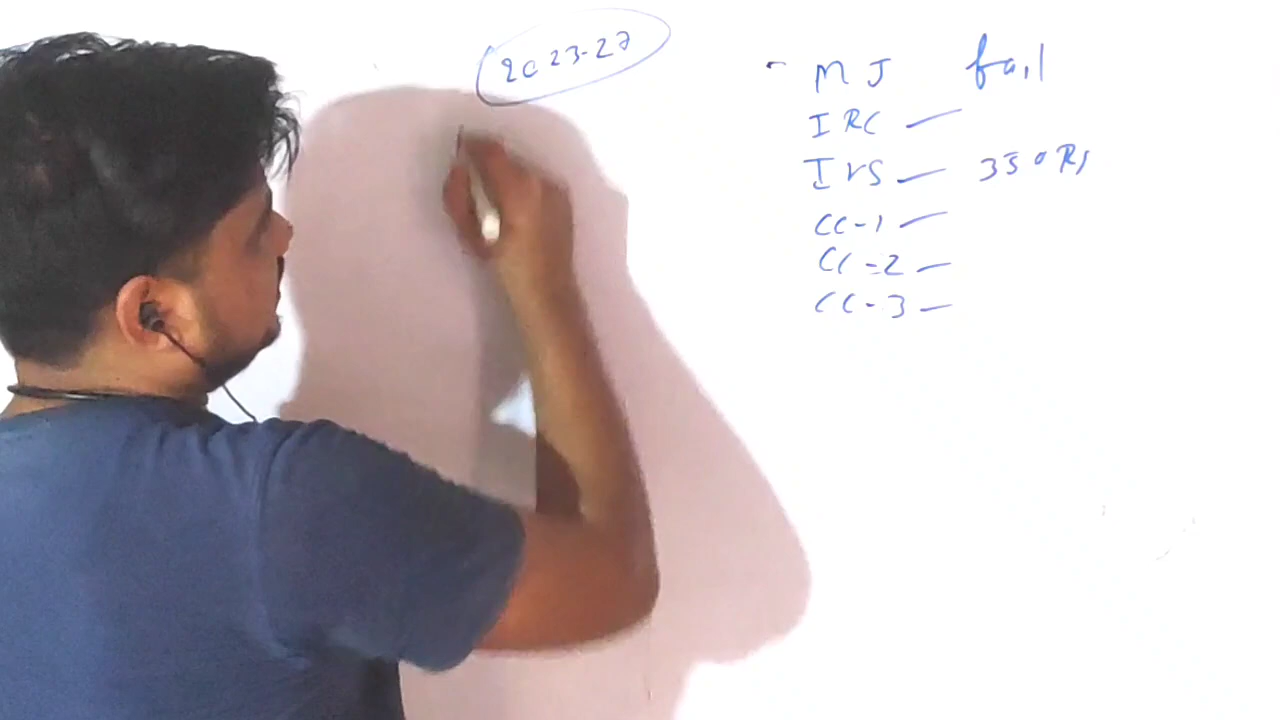 2023-27
MJ fail
IRC —
IVS — 350 Rs
CC-1 —
CC-2 —
CC-3 —